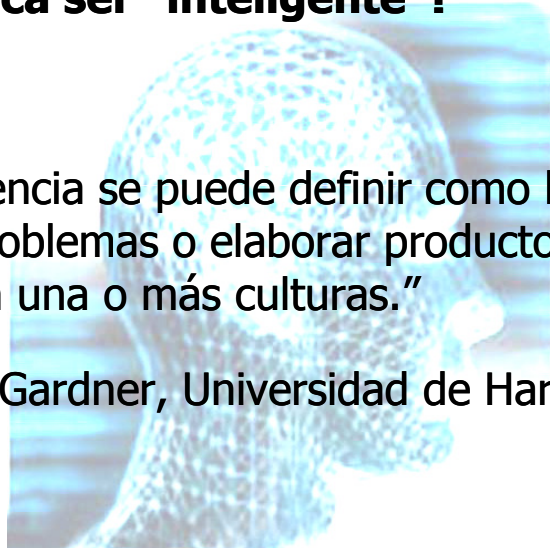 ca ser "inteligente"?
encia se puede definir como l
oblemas o elaborar producto
una o más culturas.”
Gardner, Universidad de Har